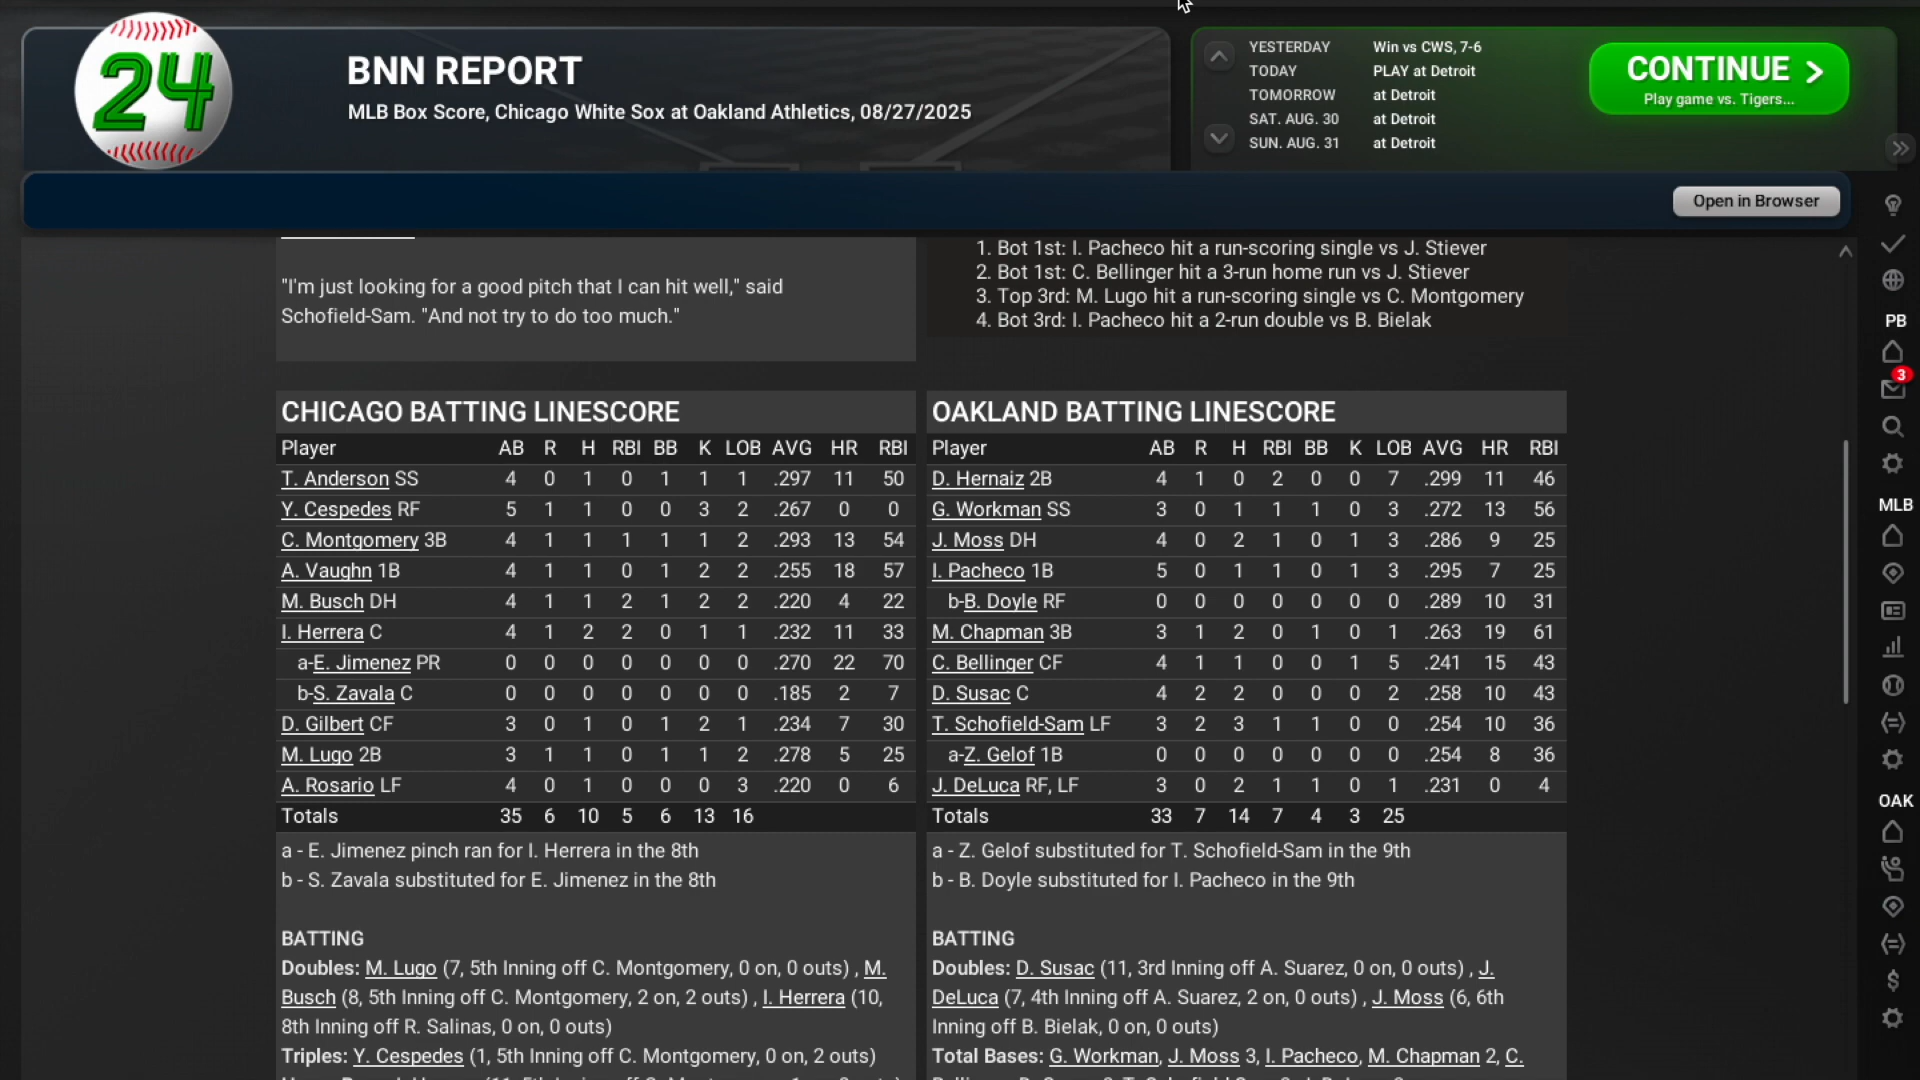 24
BNN REPORT
MLB Box Score, Chicago White Sox at Oakland Athletics, 08/27/2025
YESTERDAY Win vs CWS, 7-6
TODAY PLAY at Detroit
TOMORROW at Detroit
SAT. AUG. 30 at Detroit
SUN. AUG. 31 at Detroit
CONTINUE
Play game vs. Tigers...
Open in Browser
"I'm just looking for a good pitch that I can hit well," said
Schofield-Sam. "And not try to do too much."
1. Bot 1st: I. Pacheco hit a run-scoring single vs J. Stiever
2. Bot 1st: C. Bellinger hit a 3-run home run vs J. Stiever
3. Top 3rd: M. Lugo hit a run-scoring single vs C. Montgomery
4. Bot 3rd: I. Pacheco hit a 2-run double vs B. Bielak
CHICAGO BATTING LINESCORE
Player AB R H RBI BB K LOB AVG HR RBI
T. Anderson SS 4 0 1 0 1 1 1 .297 11 50
Y. Cespedes RF 5 1 1 0 0 3 2 .267 0 0
C. Montgomery 3B 4 1 1 1 1 1 2 .293 13 54
A. Vaughn 1B 4 1 1 0 1 2 2 .255 18 57
M. Busch DH 4 1 1 2 1 2 2 .220 4 22
I. Herrera C 4 1 2 2 0 1 1 .232 11 33
a-E. Jimenez PR 0 0 0 0 0 0 0 .270 22 70
b-S. Zavala C 0 0 0 0 0 0 0 .185 2 7
D. Gilbert CF 3 0 1 0 1 2 1 .234 7 30
M. Lugo 2B 3 1 1 0 1 1 2 .278 5 25
A. Rosario LF 4 0 1 0 0 0 3 .220 0 6
Totals 35 6 10 5 6 13 16
a - E. Jimenez pinch ran for I. Herrera in the 8th
b - S. Zavala substituted for E. Jimenez in the 8th
BATTING
Doubles: M. Lugo (7, 5th Inning off C. Montgomery, 0 on, 0 outs) , M.
Busch (8, 5th Inning off C. Montgomery, 2 on, 2 outs) , I. Herrera (10,
8th Inning off R. Salinas, 0 on, 0 outs)
Triples: Y. Cespedes (1, 5th Inning off C. Montgomery, 0 on, 2 outs)
OAKLAND BATTING LINESCORE
Player AB R H RBI BB K LOB AVG HR RBI
D. Hernaiz 2B 4 1 0 2 0 0 7 .299 11 46
G. Workman SS 3 0 1 1 1 0 3 .272 13 56
J. Moss DH 4 0 2 1 0 1 3 .286 9 25
I. Pacheco 1B 5 0 1 1 0 1 3 .295 7 25
b-B. Doyle RF 0 0 0 0 0 0 0 .289 10 31
M. Chapman 3B 3 1 2 0 1 0 1 .263 19 61
C. Bellinger CF 4 1 1 0 0 1 5 .241 15 43
D. Susac C 4 2 2 0 0 0 2 .258 10 43
T. Schofield-Sam LF 3 2 3 1 1 0 0 .254 10 36
a-Z. Gelof 1B 0 0 0 0 0 0 0 .254 8 36
J. DeLuca RF, LF 3 0 2 1 1 0 1 .231 0 4
Totals 33 7 14 7 4 3 25
a - Z. Gelof substituted for T. Schofield-Sam in the 9th
b - B. Doyle substituted for I. Pacheco in the 9th
BATTING
Doubles: D. Susac (11, 3rd Inning off A. Suarez, 0 on, 0 outs) , J.
DeLuca (7, 4th Inning off A. Suarez, 2 on, 0 outs) , J. Moss (6, 6th
Inning off B. Bielak, 0 on, 0 outs)
Total Bases: G. Workman, J. Moss 3, I. Pacheco, M. Chapman 2, C.
PB
3
MLB
OAK